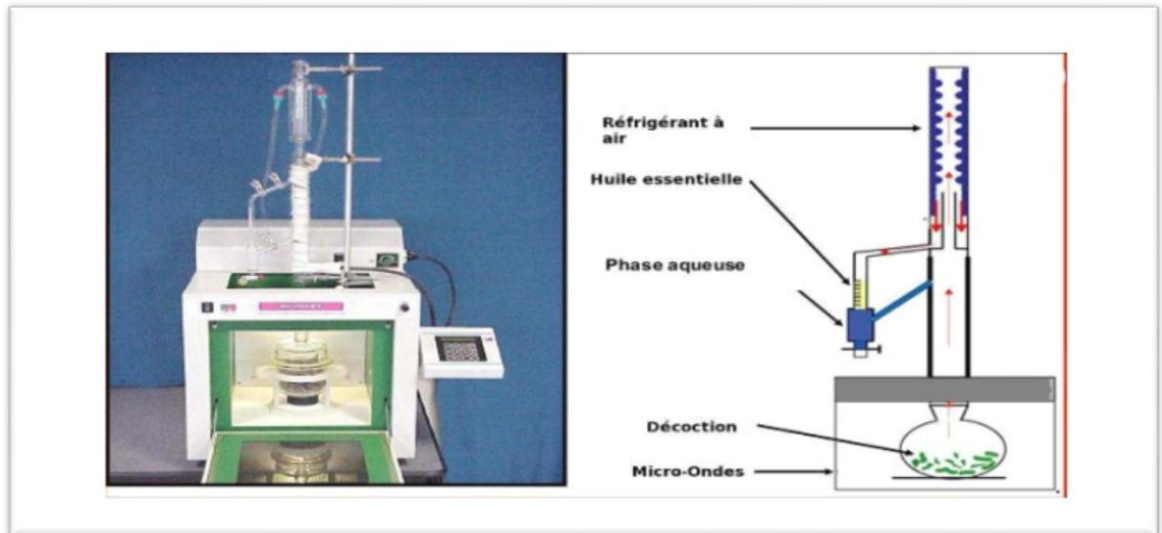 Réfrigérant à
air
Huile essentielle
Phase aqueuse
Décoction
Micro-Ondes